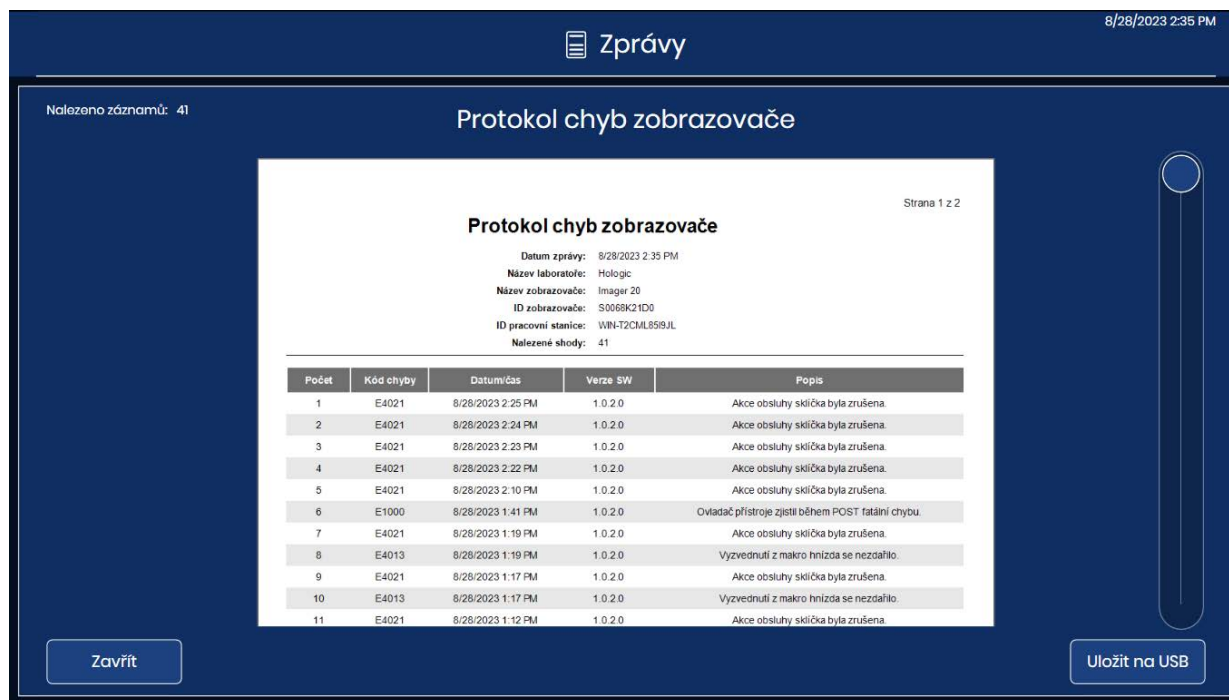 8/28/2023 2:35 PM
Zprávy
Nalezeno záznamů: 41
Protokol chyb zobrazovače
Strana 1 z 2
Protokol chyb zobrazovače
Datum zprávy: 8/28/2023 2:35 PM
Název laboratoře: Hologic
Název zobrazovače: Imager 20
ID zobrazovače: S0068K21D0
ID pracovní stanice: WIN-T2CML85I9JL
Nalezené shody: 41
Počet Kód chyby Datum/čas Verze SW Popis
1 E4021 8/28/2023 2:25 PM 1.0.2.0 Akce obsluhy sklíčka byla zrušena.
2 E4021 8/28/2023 2:24 PM 1.0.2.0 Akce obsluhy sklíčka byla zrušena.
3 E4021 8/28/2023 2:23 PM 1.0.2.0 Akce obsluhy sklíčka byla zrušena.
4 E4021 8/28/2023 2:22 PM 1.0.2.0 Akce obsluhy sklíčka byla zrušena.
5 E4021 8/28/2023 2:10 PM 1.0.2.0 Akce obsluhy sklíčka byla zrušena.
6 E1000 8/28/2023 1:41 PM 1.0.2.0 Ovladač přístroje zjistil během POST fatální chybu.
7 E4021 8/28/2023 1:19 PM 1.0.2.0 Akce obsluhy sklíčka byla zrušena.
8 E4013 8/28/2023 1:19 PM 1.0.2.0 Vyzvednutí z makro hnízda se nezdařilo.
9 E4021 8/28/2023 1:17 PM 1.0.2.0 Akce obsluhy sklíčka byla zrušena.
10 E4013 8/28/2023 1:17 PM 1.0.2.0 Vyzvednutí z makro hnízda se nezdařilo.
11 E4021 8/28/2023 1:12 PM 1.0.2.0 Akce obsluhy sklíčka byla zrušena.
Zavřít
Uložit na USB